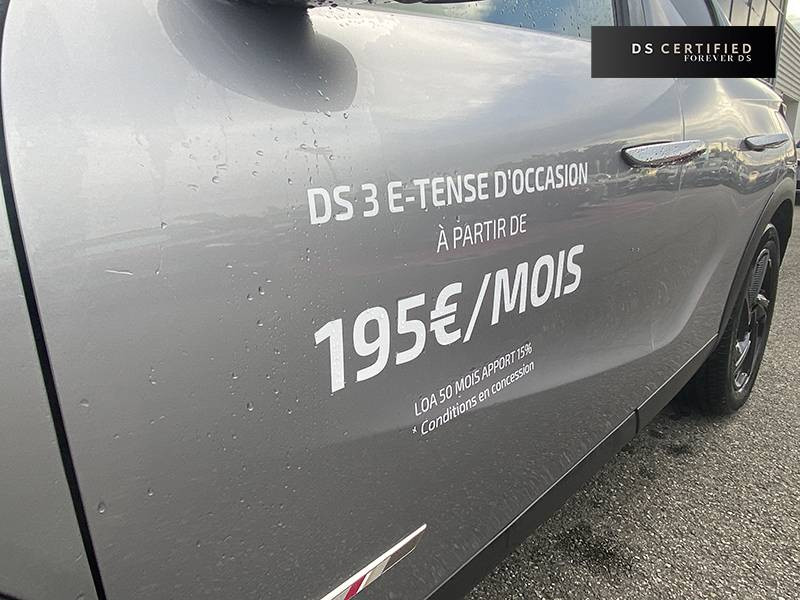 DS CERTIFIED
FOREVER DS
DS 3 E-TENSE D'OCCASION
À PARTIR DE
195€/MOIS
LOA 50 MOIS APPORT 15%
* Conditions en concession